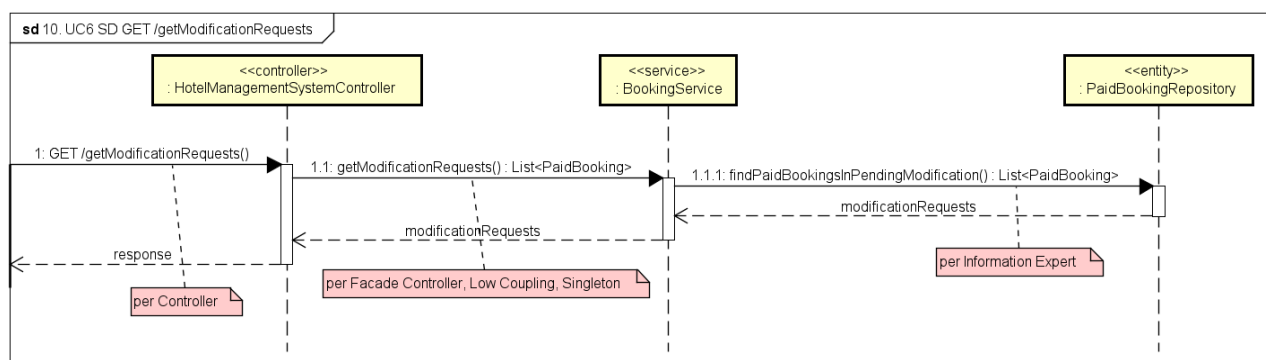 sd 10. UC6 SD GET /getModificationRequests
<<controller>>
: HotelManagementSystemController
<<service>>
: BookingService
<<entity>>
: PaidBookingRepository
1: GET /getModificationRequests()
1.1: getModificationRequests() : List<PaidBooking>
1.1.1: findPaidBookingsInPendingModification() : List<PaidBooking>
modificationRequests
modificationRequests
response
per Information Expert
per Facade Controller, Low Coupling, Singleton
per Controller